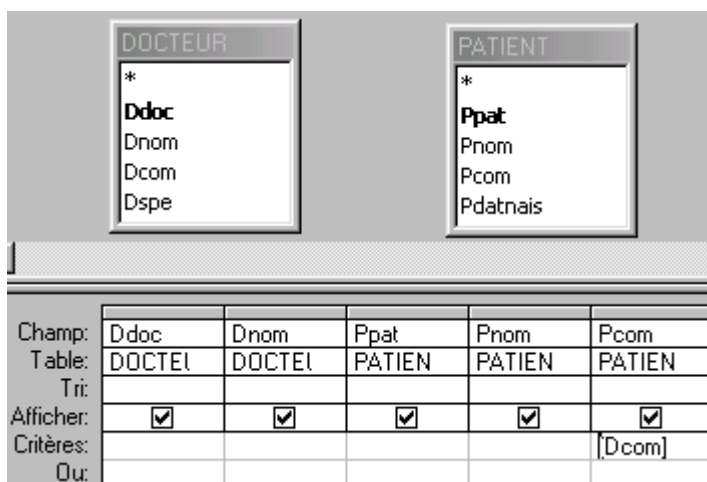 DOCTEUR
*
Ddoc
Dnom
Dcom
Dspe
PATIENT
*
Ppat
Pnom
Pcom
Pdatnais
Champ: Ddoc Dnom Ppat Pnom Pcom
Table: DOCTEU DOCTEU PATIEN PATIEN PATIEN
Tri:
Afficher:
Critères: [Dcom]
Ou: